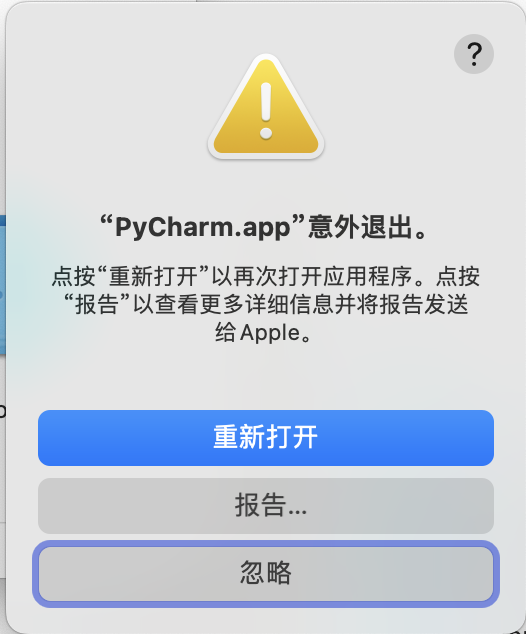 ?
“PyCharm.app”意外退出。
点按“重新打开”以再次打开应用程序。点按
“报告”以查看更多详细信息并将报告发送
给 Apple。
重新打开
报告...
忽略